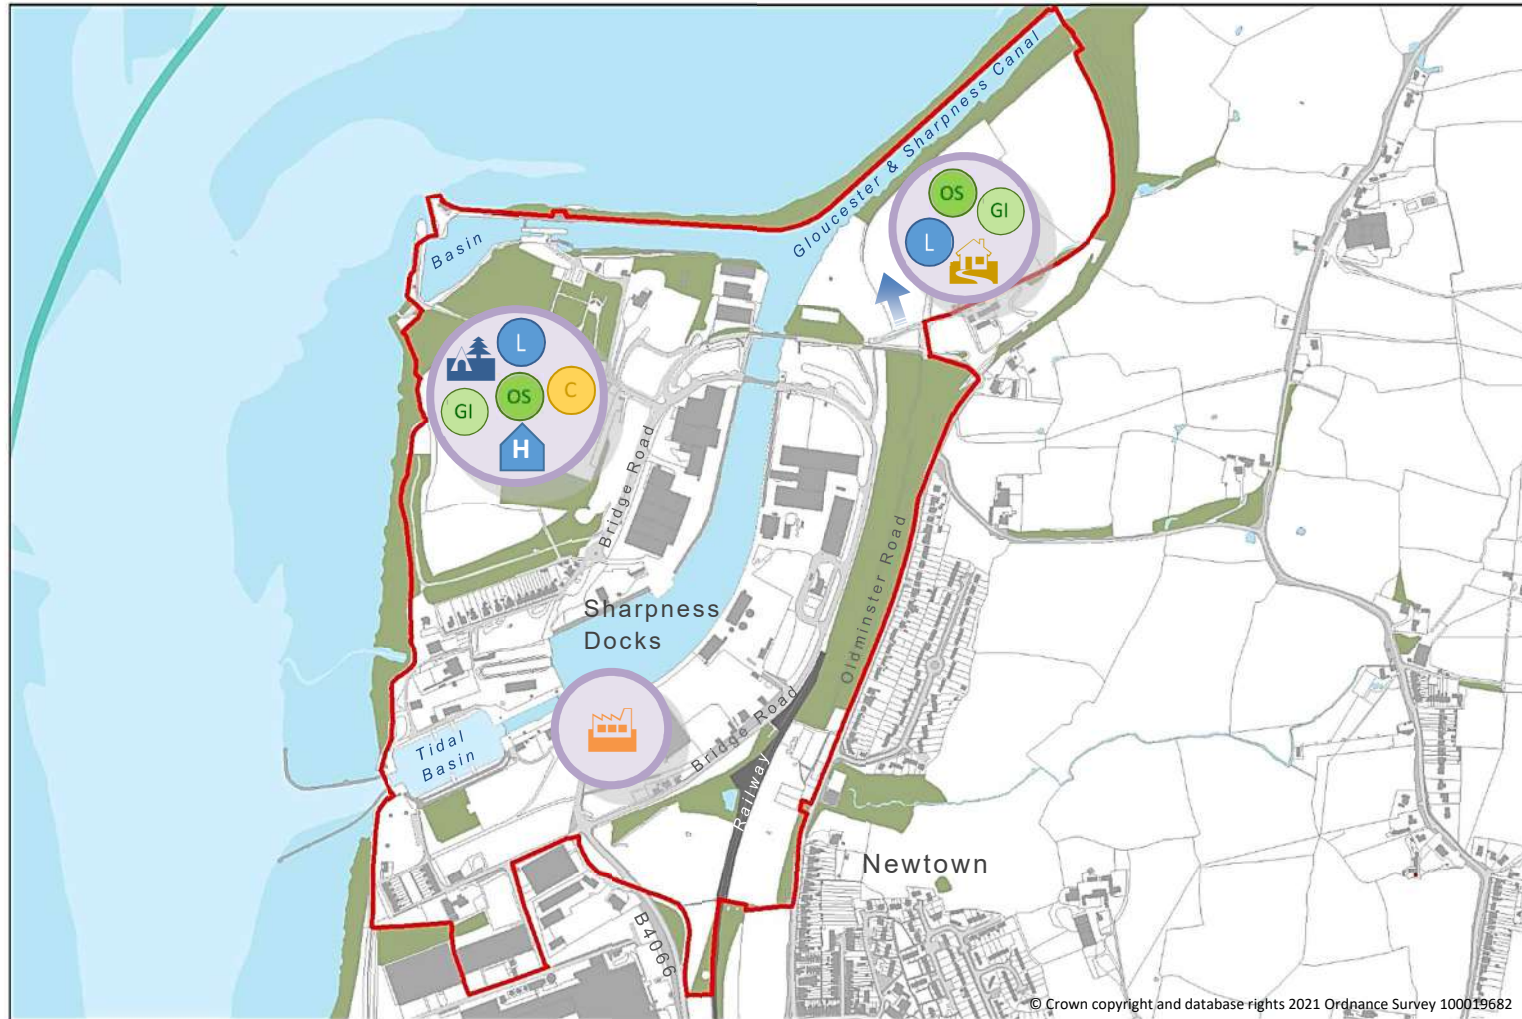 Gloucester & Sharpness Canal
OS
GI
L
Basin
L
GI
OS
C
H
Bridge Road
Oldminster Road
Sharpness
Docks
Tidal
Basin
Bridge Road
Railway
Newtown
B4066
© Crown copyright and database rights 2021 Ordnance Survey 100019682